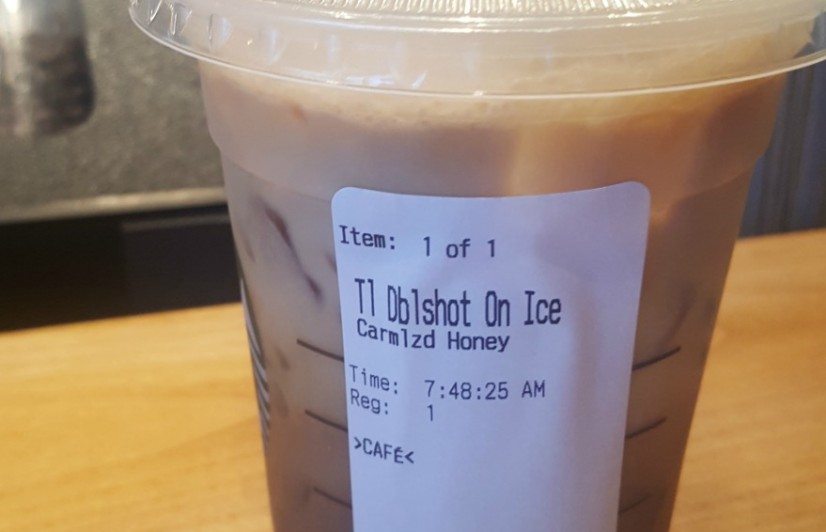 Item: 1 of 1
Tl Dblshot On Ice
Carmlzd Honey
Time: 7:48:25 AM
Reg: 1
>CAFÉ<